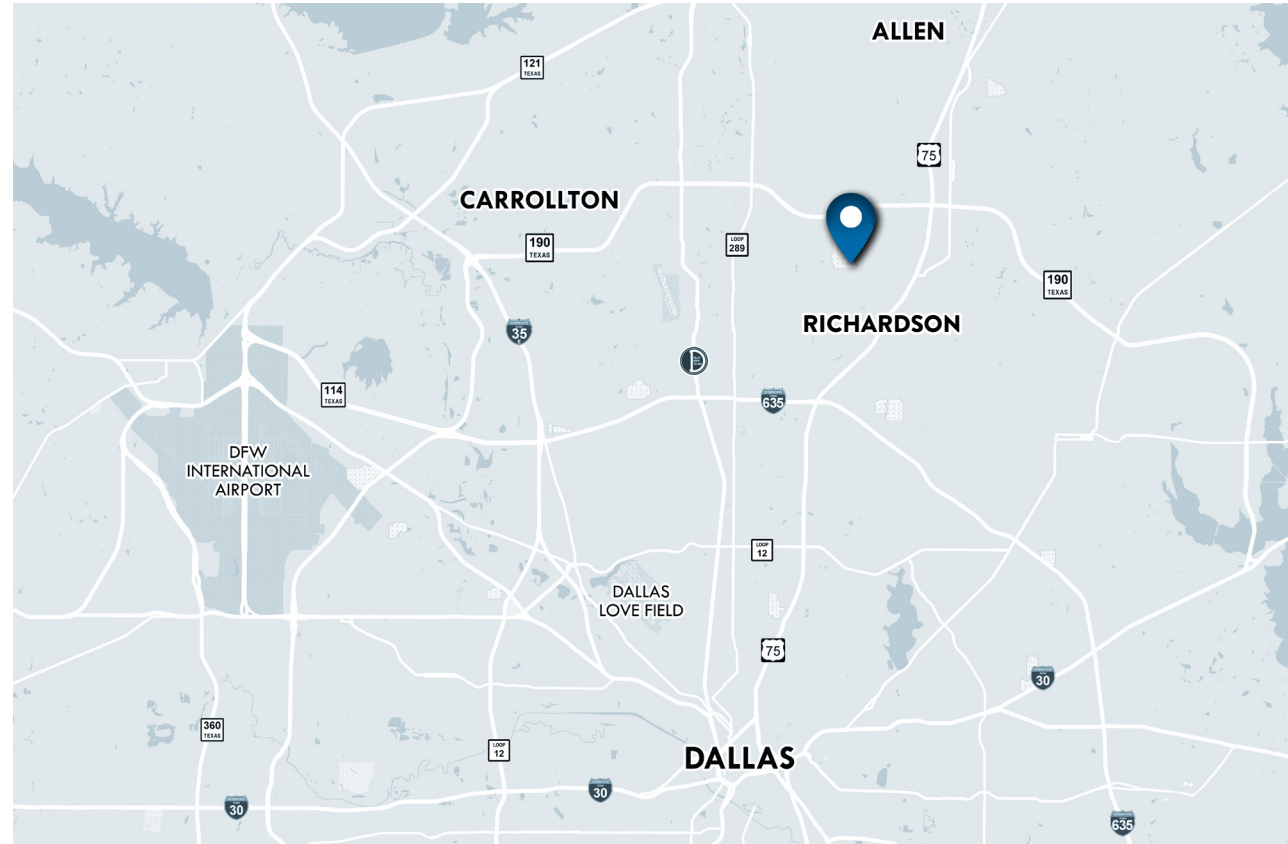 ALLEN
121
TEXAS
75
CARROLLTON
190
TEXAS
LOOP
289
190
TEXAS
RICHARDSON
35
114
TEXAS
635
DFW
INTERNATIONAL
AIRPORT
LOOP
12
DALLAS
LOVE FIELD
75
30
360
TEXAS
LOOP
12
DALLAS
30
30
635